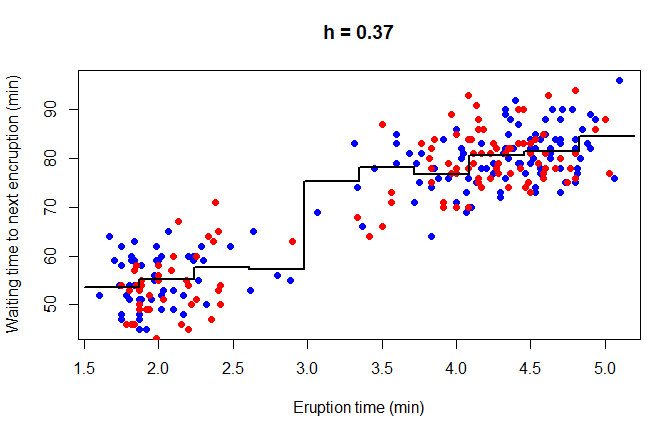 h = 0.37
Waiting time to next encruption (min)
90
80
70
60
50
1.5 2.0 2.5 3.0 3.5 4.0 4.5 5.0
Eruption time (min)